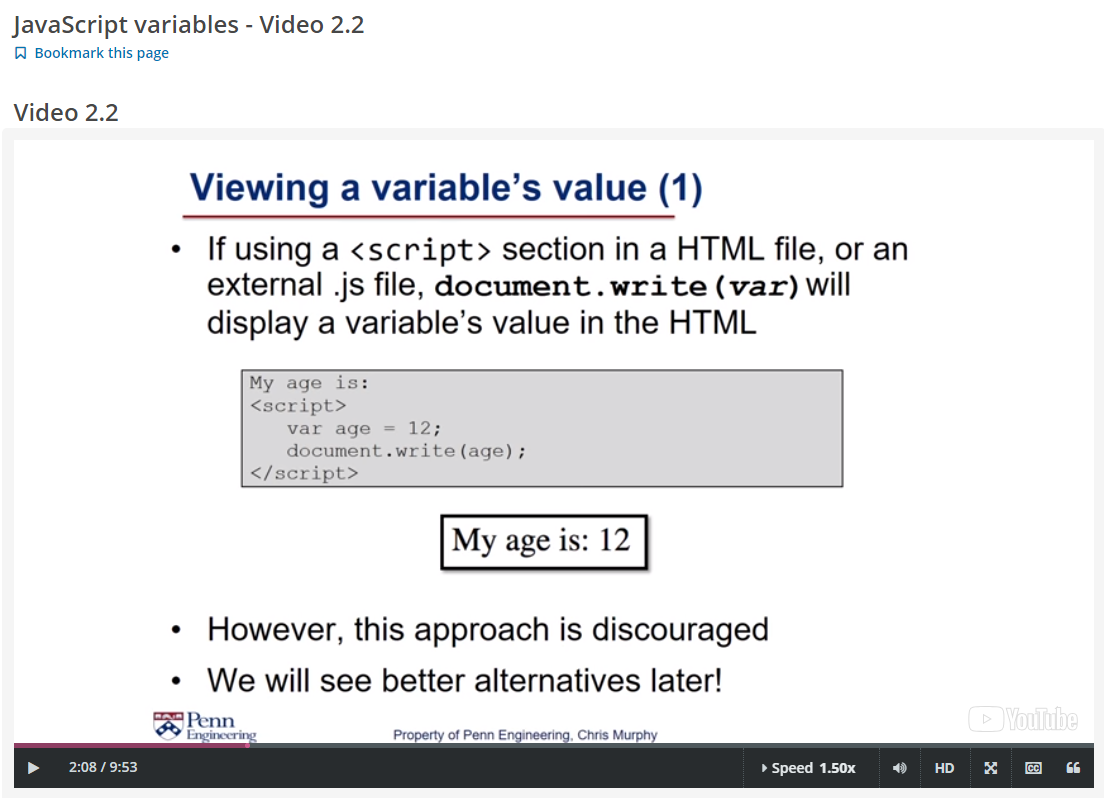 JavaScript variables - Video 2.2
Bookmark this page
Video 2.2
Viewing a variable’s value (1)
• If using a <script> section in a HTML file, or an
external .js file, document.write(var) will
display a variable’s value in the HTML
My age is:
<script>
var age = 12;
document.write(age);
</script>
My age is: 12
• However, this approach is discouraged
• We will see better alternatives later!
Penn
Engineering
Property of Penn Engineering, Chris Murphy
YouTube
2:08 / 9:53
Speed 1.50x
HD
CC